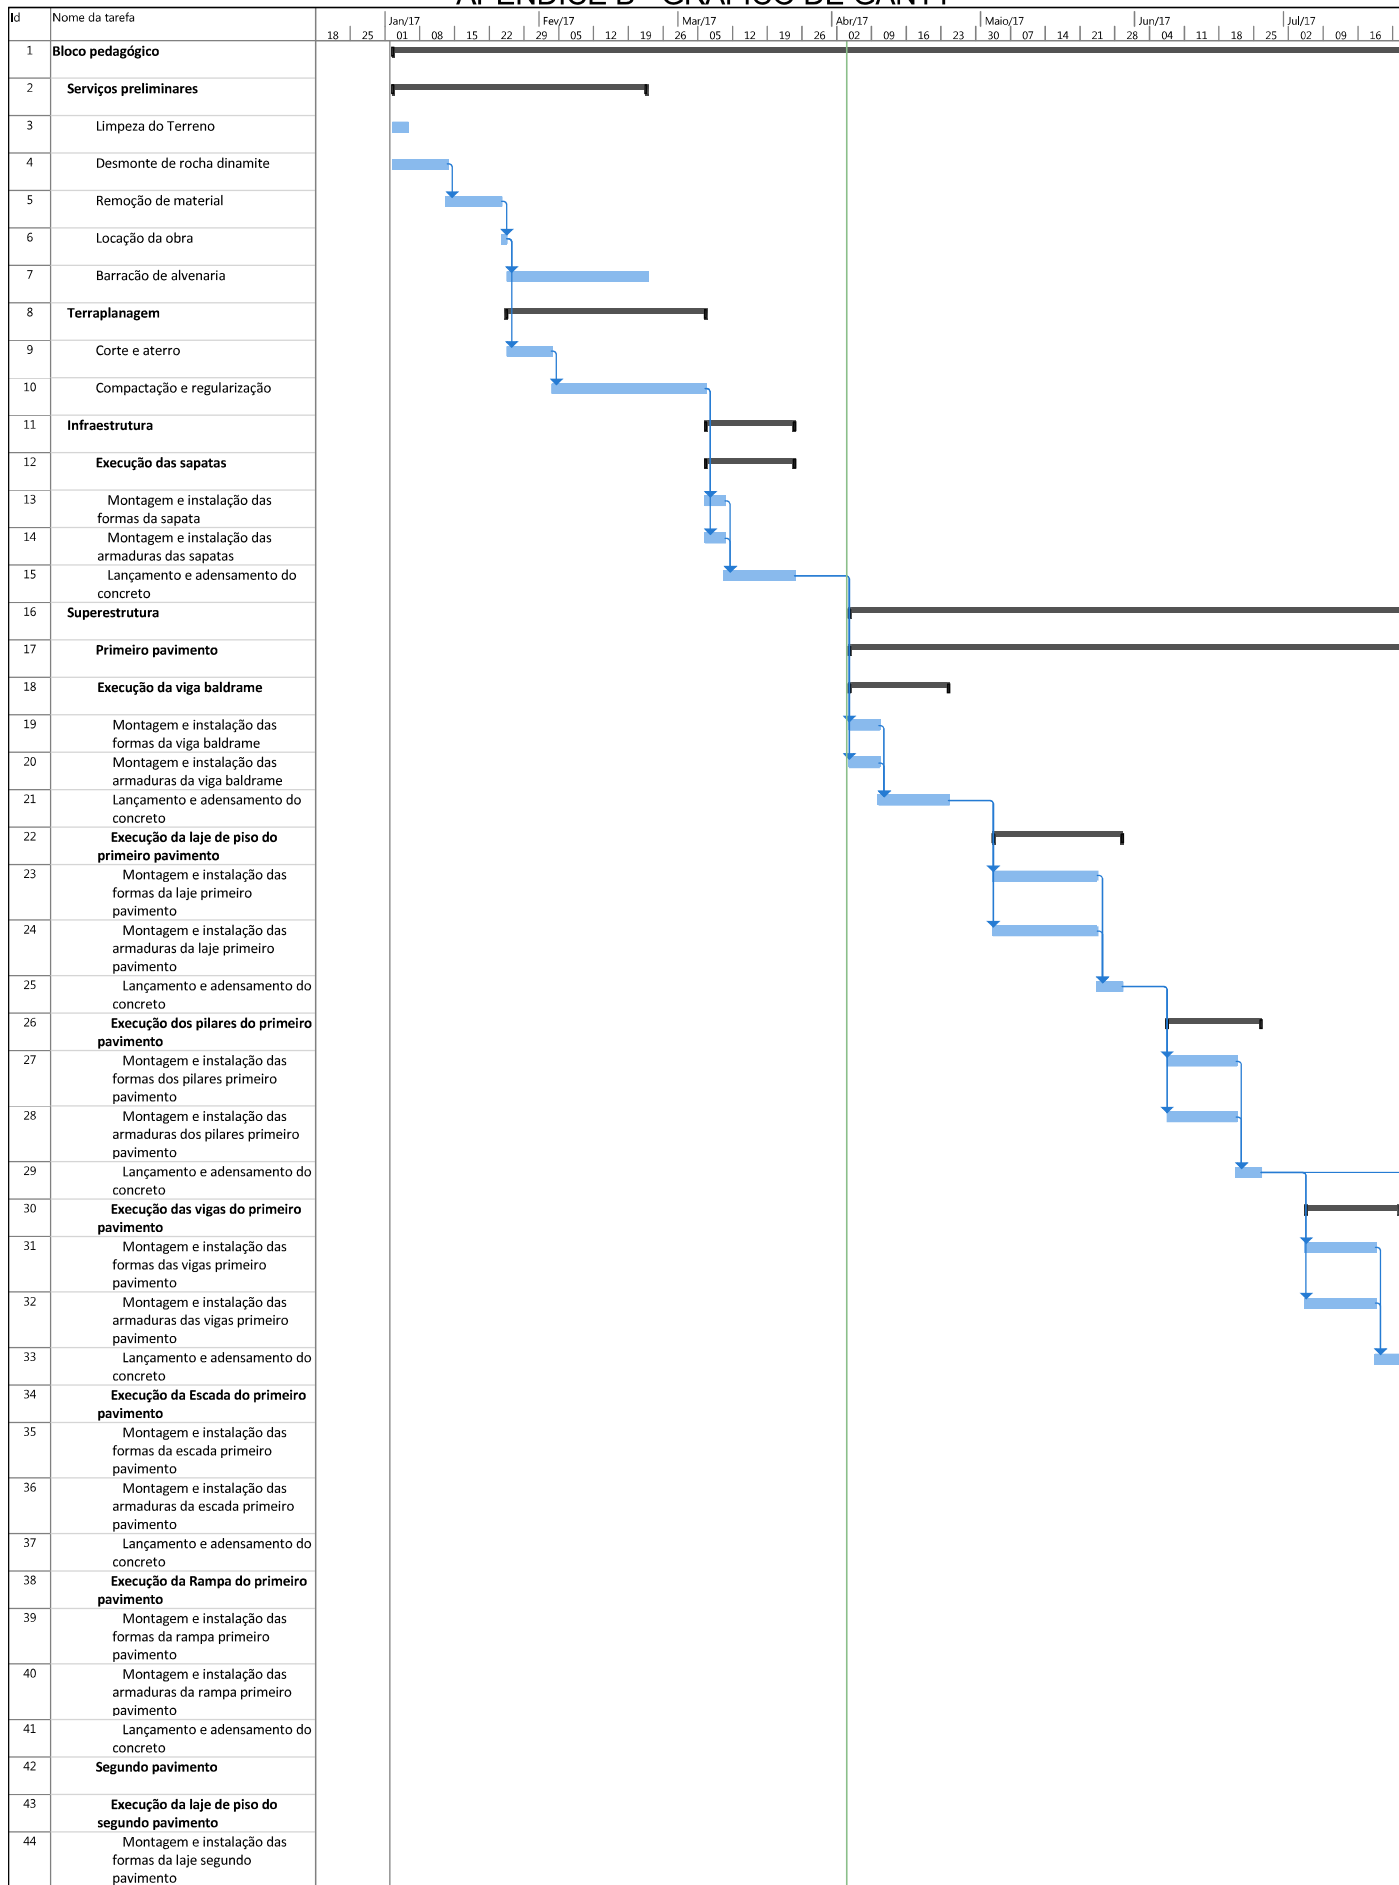 APÊNDICE B - GRÁFICO DE GANTT
Id Nome da tarefa Jan/17 Fev/17 Mar/17 Abr/17 Maio/17 Jun/17 Jul/17
18 25 01 08 15 22 29 05 12 19 26 05 12 19 26 02 09 16 23 30 07 14 21 28 04 11 18 25 02 09 16
1 Bloco pedagógico
2 Serviços preliminares
3 Limpeza do Terreno
4 Desmonte de rocha dinamite
5 Remoção de material
6 Locação da obra
7 Barracão de alvenaria
8 Terraplanagem
9 Corte e aterro
10 Compactação e regularização
11 Infraestrutura
12 Execução das sapatas
13 Montagem e instalação das
formas da sapata
14 Montagem e instalação das
armaduras das sapatas
15 Lançamento e adensamento do
concreto
16 Superestrutura
17 Primeiro pavimento
18 Execução da viga baldrame
19 Montagem e instalação das
formas da viga baldrame
20 Montagem e instalação das
armaduras da viga baldrame
21 Lançamento e adensamento do
concreto
22 Execução da laje de piso do
primeiro pavimento
23 Montagem e instalação das
formas da laje primeiro
pavimento
24 Montagem e instalação das
armaduras da laje primeiro
pavimento
25 Lançamento e adensamento do
concreto
26 Execução dos pilares do primeiro
pavimento
27 Montagem e instalação das
formas dos pilares primeiro
pavimento
28 Montagem e instalação das
armaduras dos pilares primeiro
pavimento
29 Lançamento e adensamento do
concreto
30 Execução das vigas do primeiro
pavimento
31 Montagem e instalação das
formas das vigas primeiro
pavimento
32 Montagem e instalação das
armaduras das vigas primeiro
pavimento
33 Lançamento e adensamento do
concreto
34 Execução da Escada do primeiro
pavimento
35 Montagem e instalação das
formas da escada primeiro
pavimento
36 Montagem e instalação das
armaduras da escada primeiro
pavimento
37 Lançamento e adensamento do
concreto
38 Execução da Rampa do primeiro
pavimento
39 Montagem e instalação das
formas da rampa primeiro
pavimento
40 Montagem e instalação das
armaduras da rampa primeiro
pavimento
41 Lançamento e adensamento do
concreto
42 Segundo pavimento
43 Execução da laje de piso do
segundo pavimento
44 Montagem e instalação das
formas da laje segundo
pavimento